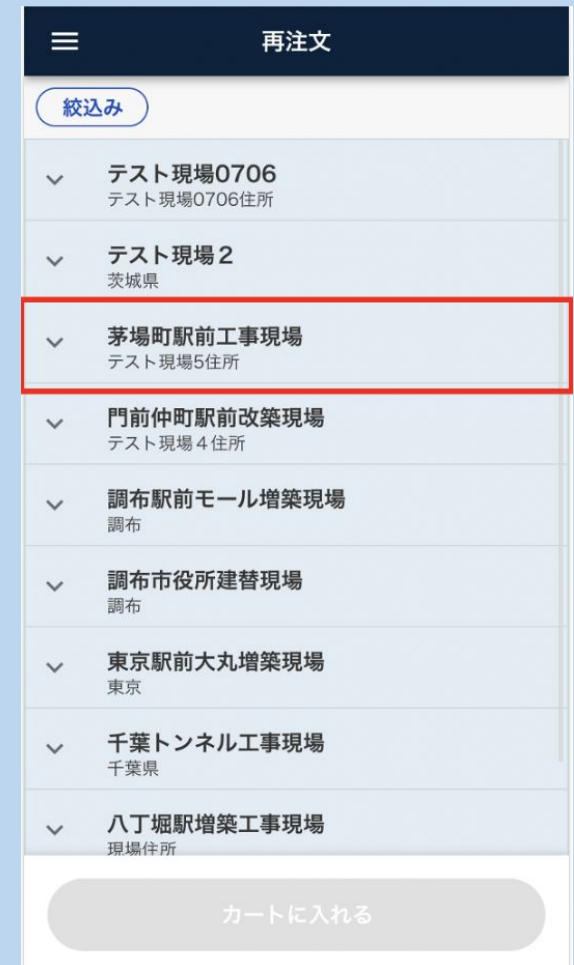 再注文
絞込み
テスト現場0706
テスト現場0706住所
テスト現場２
茨城県
茅場町駅前工事現場
テスト現場5住所
門前仲町駅前改築現場
テスト現場４住所
調布駅前モール増築現場
調布
調布市役所建替現場
調布
東京駅前大丸増築現場
東京
千葉トンネル工事現場
千葉県
八丁堀駅増築工事現場
現場住所
カートに入れる